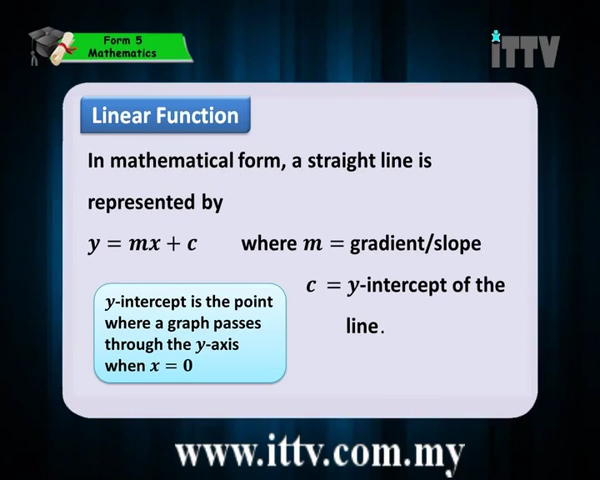 Form 5
Mathematics
iTTV
Linear Function
In mathematical form, a straight line is
represented by
y = mx + c where m = gradient/slope
c = y-intercept of the
line.
y-intercept is the point
where a graph passes
through the y-axis
when x = 0
www.ittv.com.my